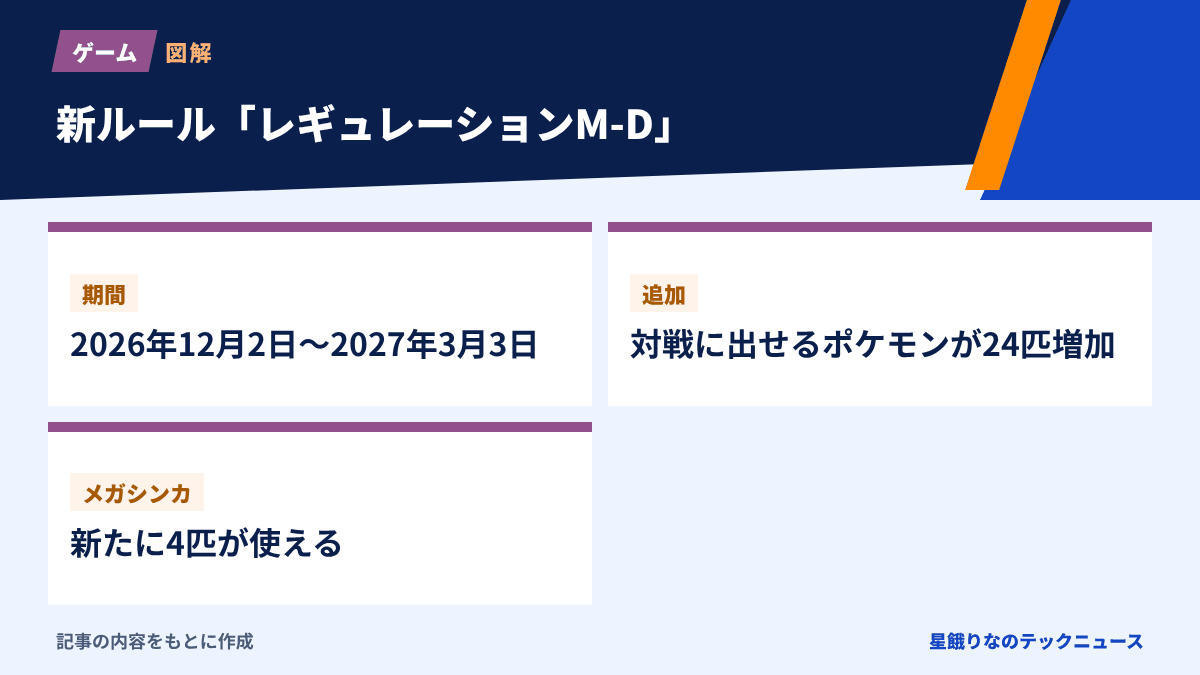 ゲーム 図解
新ルール「レギュレーションM-D」
期間
2026年12月2日〜2027年3月3日
追加
対戦に出せるポケモンが24匹増加
メガシンカ
新たに4匹が使える
記事の内容をもとに作成
星餓りなのテックニュース